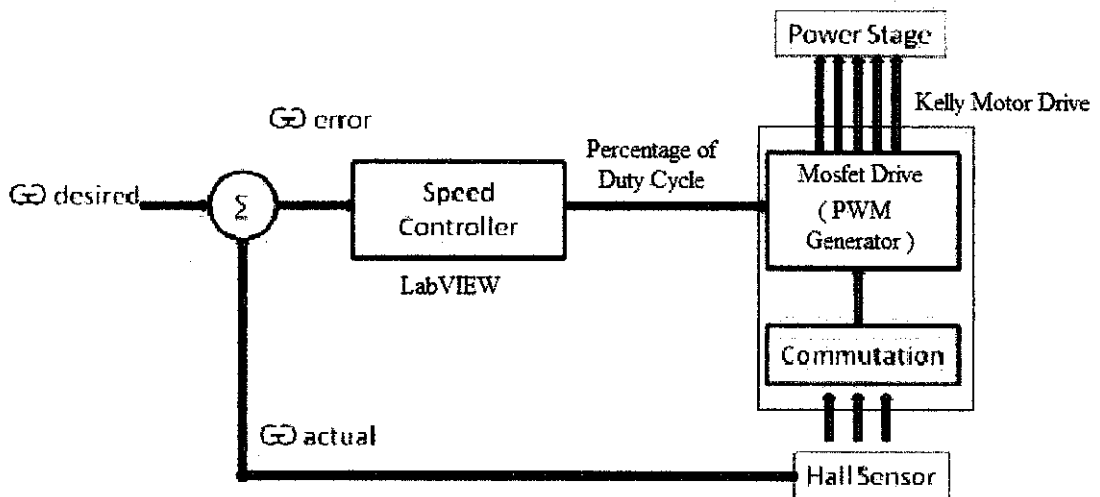 Power Stage
Kelly Motor Drive
ω error
Percentage of
Duty Cycle
Mosfet Drive
( PWM
Generator )
ω desired
Σ
Speed
Controller
LabVIEW
Commutation
ω actual
Hall Sensor